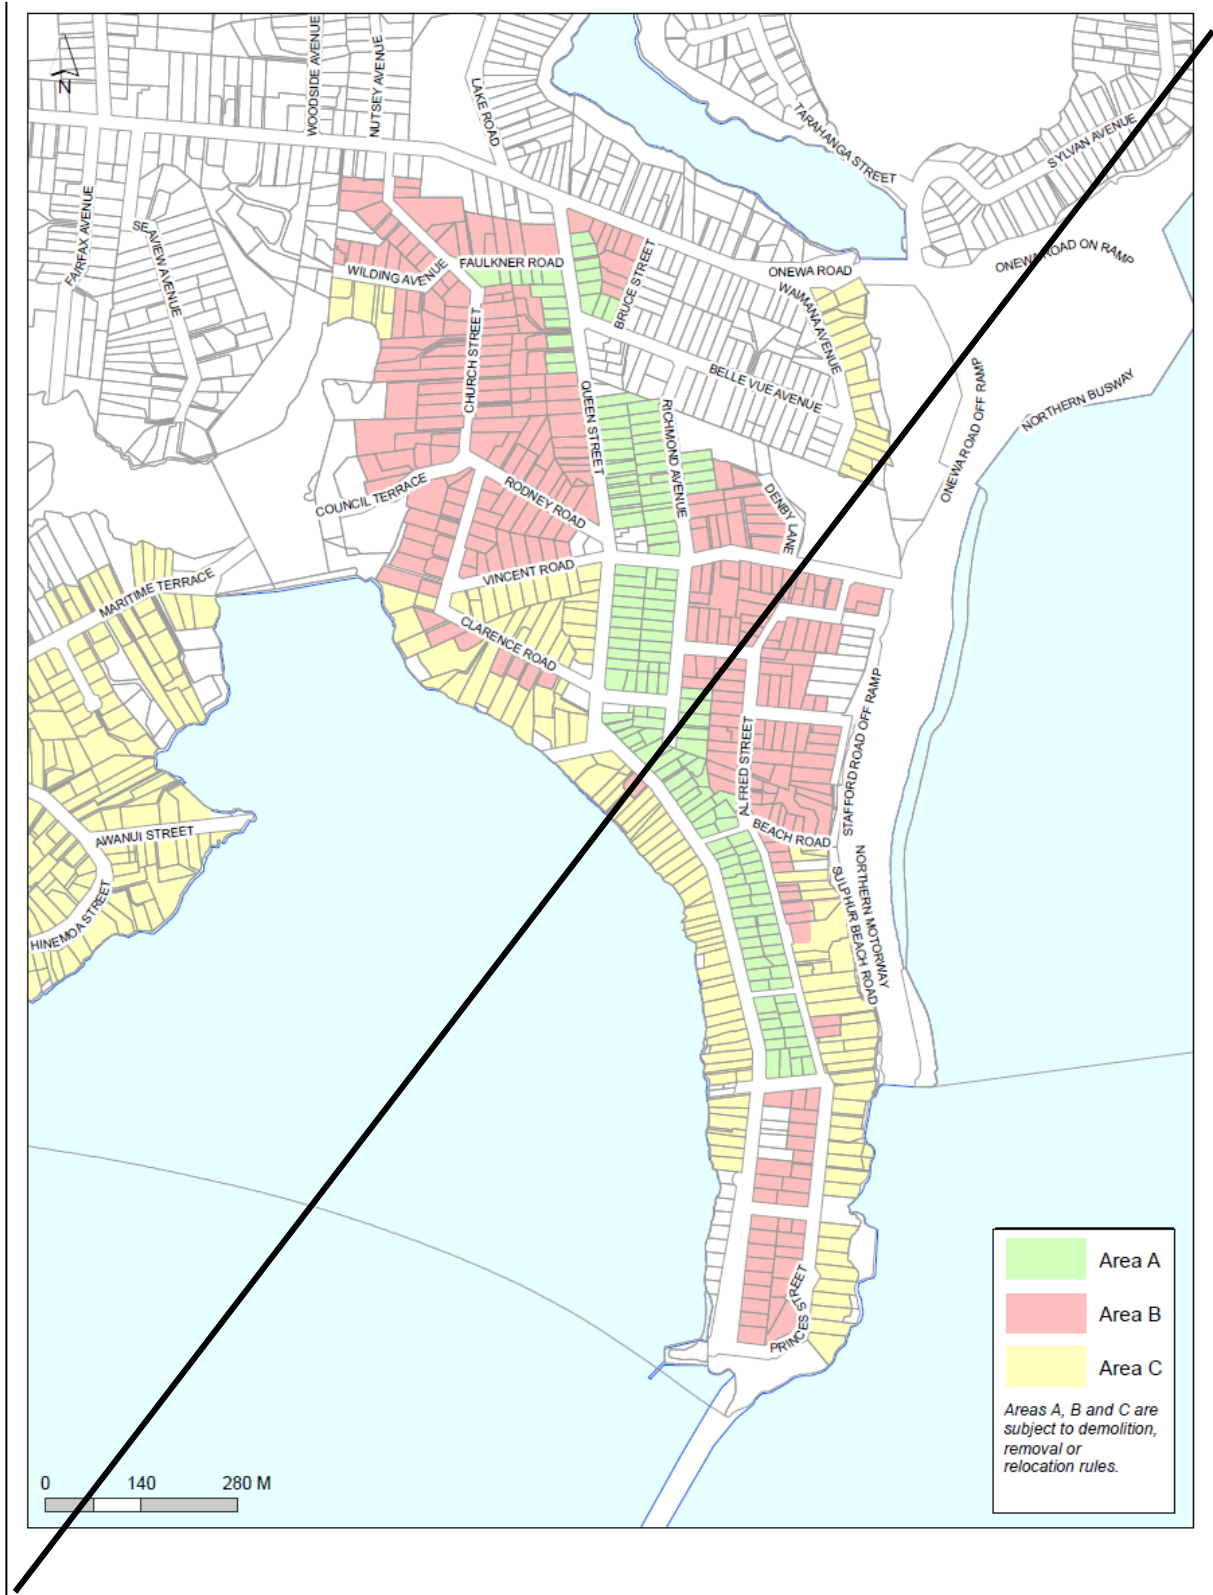 WOODSIDE AVENUE
NUTSEY AVENUE
LAKE ROAD
N
TARAHANGA STREET
SYLVAN AVENUE
FAIRFAX AVENUE
SEAVIEW AVENUE
WILDING AVENUE
FAULKNER ROAD
BRUCE STREET
ONEWA ROAD
ONEWA ROAD ON RAMP
WAIMANA AVENUE
CHURCH STREET
BELLE VUE AVENUE
ONEWA ROAD OFF RAMP
NORTHERN BUSWAY
QUEEN STREET
RICHMOND AVENUE
COUNCIL TERRACE
RODNEY ROAD
DENBY LANE
MARITIME TERRACE
VINCENT ROAD
CLARENCE ROAD
ALFRED STREET
STAFFORD ROAD OFF RAMP
AWANUI STREET
BEACH ROAD
HINEMOA STREET
NORTHERN MOTORWAY
SULPHUR BEACH ROAD
PRINCES STREET
Area A
Area B
Area C
Areas A, B and C are
subject to demolition,
removal or
relocation rules.
0 140 280 M